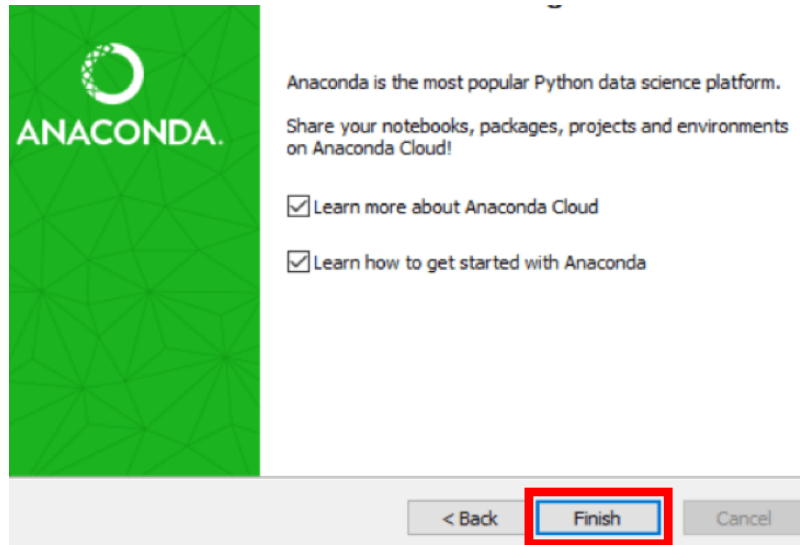 ANACONDA.
Anaconda is the most popular Python data science platform.
Share your notebooks, packages, projects and environments
on Anaconda Cloud!
Learn more about Anaconda Cloud
Learn how to get started with Anaconda
< Back
Finish
Cancel